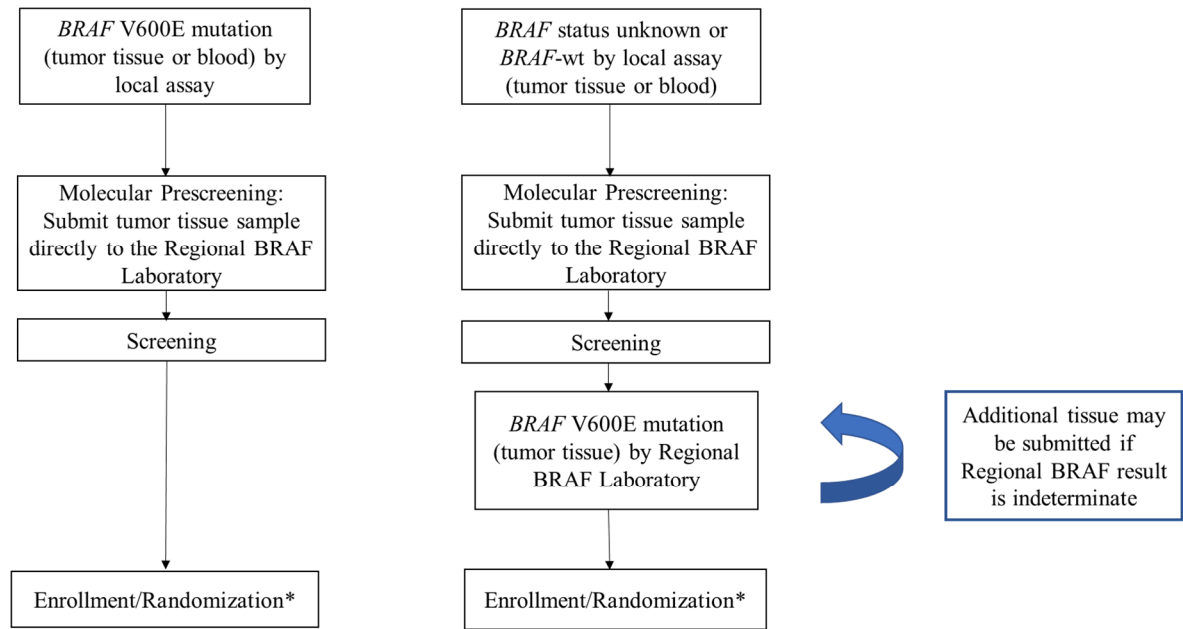 BRAF V600E mutation
(tumor tissue or blood) by
local assay
Molecular Prescreening:
Submit tumor tissue sample
directly to the Regional BRAF
Laboratory
Screening
Enrollment/Randomization*
BRAF status unknown or
BRAF-wt by local assay
(tumor tissue or blood)
Molecular Prescreening:
Submit tumor tissue sample
directly to the Regional BRAF
Laboratory
Screening
BRAF V600E mutation
(tumor tissue) by Regional
BRAF Laboratory
Enrollment/Randomization*
Additional tissue may
be submitted if
Regional BRAF result
is indeterminate